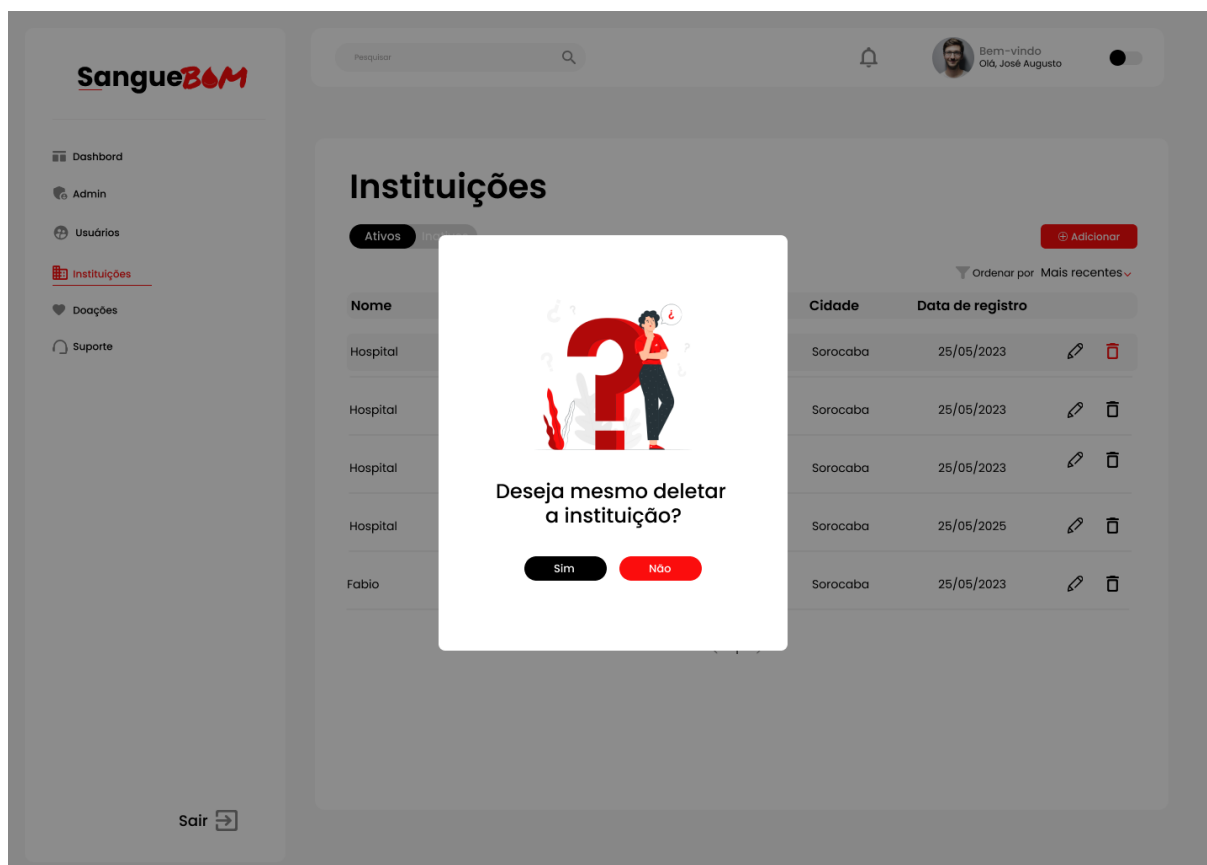 SangueBOM
Pesquisar
Bem-vindo
Olá, José Augusto
Dashbord
Admin
Usuários
Instituições
Doações
Suporte
Sair
Instituições
Ativos
Adicionar
Ordenar por Mais recentes
Nome Cidade Data de registro
Hospital Sorocaba 25/05/2023
Hospital Sorocaba 25/05/2023
Hospital Sorocaba 25/05/2023
Hospital Sorocaba 25/05/2025
Fabio Sorocaba 25/05/2023
¿
?
Deseja mesmo deletar
a instituição?
Sim Não